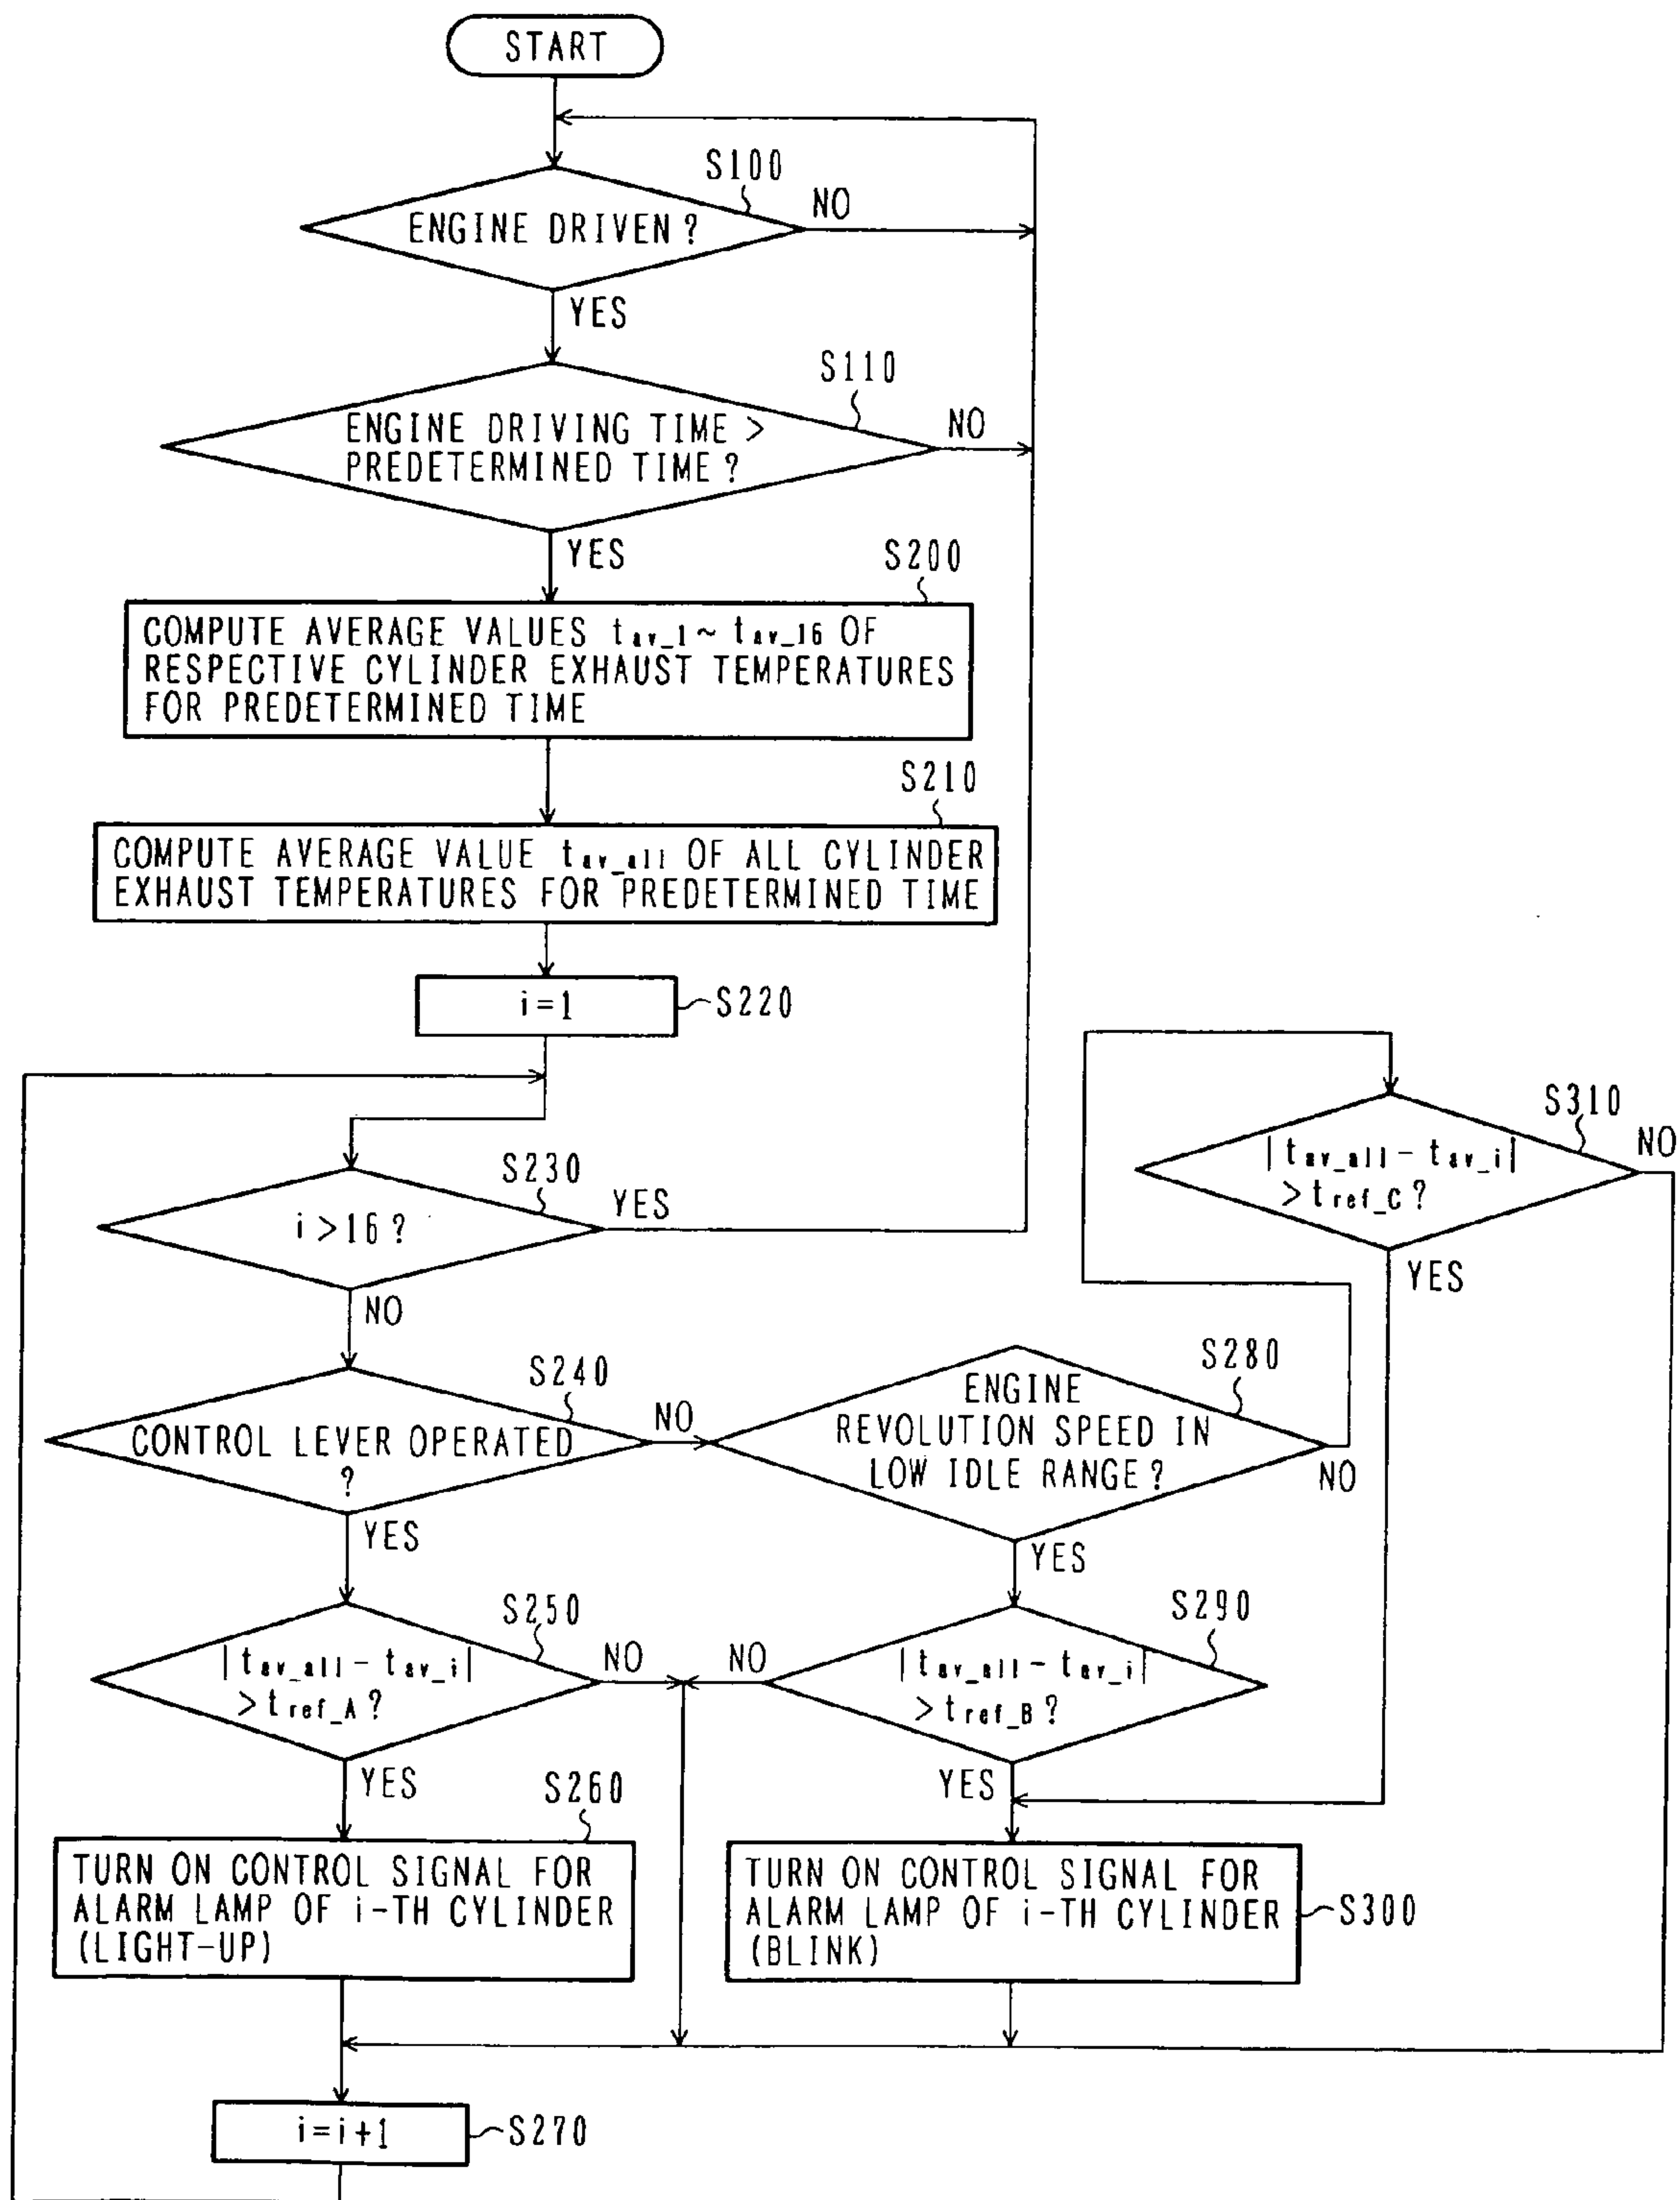 START
S100
ENGINE DRIVEN ?
NO
YES
S110
ENGINE DRIVING TIME >
PREDETERMINED TIME ?
NO
YES
S200
COMPUTE AVERAGE VALUES tav_1 ~ tav_16 OF
RESPECTIVE CYLINDER EXHAUST TEMPERATURES
FOR PREDETERMINED TIME
S210
COMPUTE AVERAGE VALUE tav_all OF ALL CYLINDER
EXHAUST TEMPERATURES FOR PREDETERMINED TIME
i=1
S220
S230
i > 16 ?
YES
NO
S310
|tav_all - tav_i|
> tref_C ?
NO
YES
S240
CONTROL LEVER OPERATED
?
NO
YES
S280
ENGINE
REVOLUTION SPEED IN
LOW IDLE RANGE ?
NO
YES
S250
|tav_all - tav_i|
> tref_A ?
NO
YES
S290
|tav_all - tav_i|
> tref_B ?
NO
YES
S260
TURN ON CONTROL SIGNAL FOR
ALARM LAMP OF i-TH CYLINDER
(LIGHT-UP)
TURN ON CONTROL SIGNAL FOR
ALARM LAMP OF i-TH CYLINDER
(BLINK)
S300
i=i+1
S270